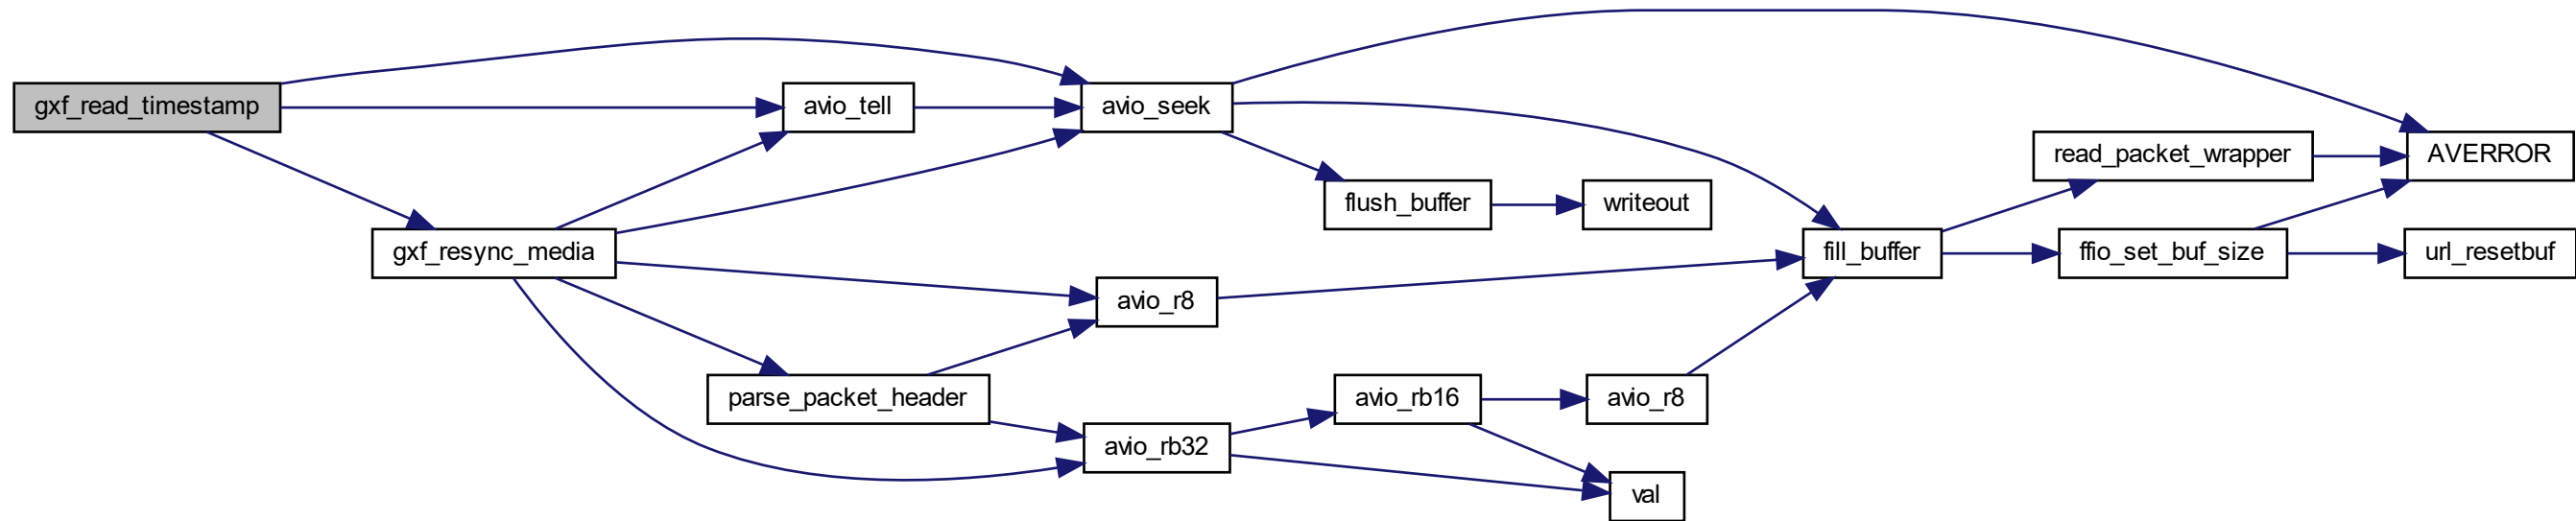 gxf_read_timestamp
avio_tell
avio_seek
read_packet_wrapper
AVERROR
flush_buffer
writeout
gxf_resync_media
fill_buffer
ffio_set_buf_size
url_resetbuf
avio_r8
parse_packet_header
avio_rb16
avio_r8
avio_rb32
val